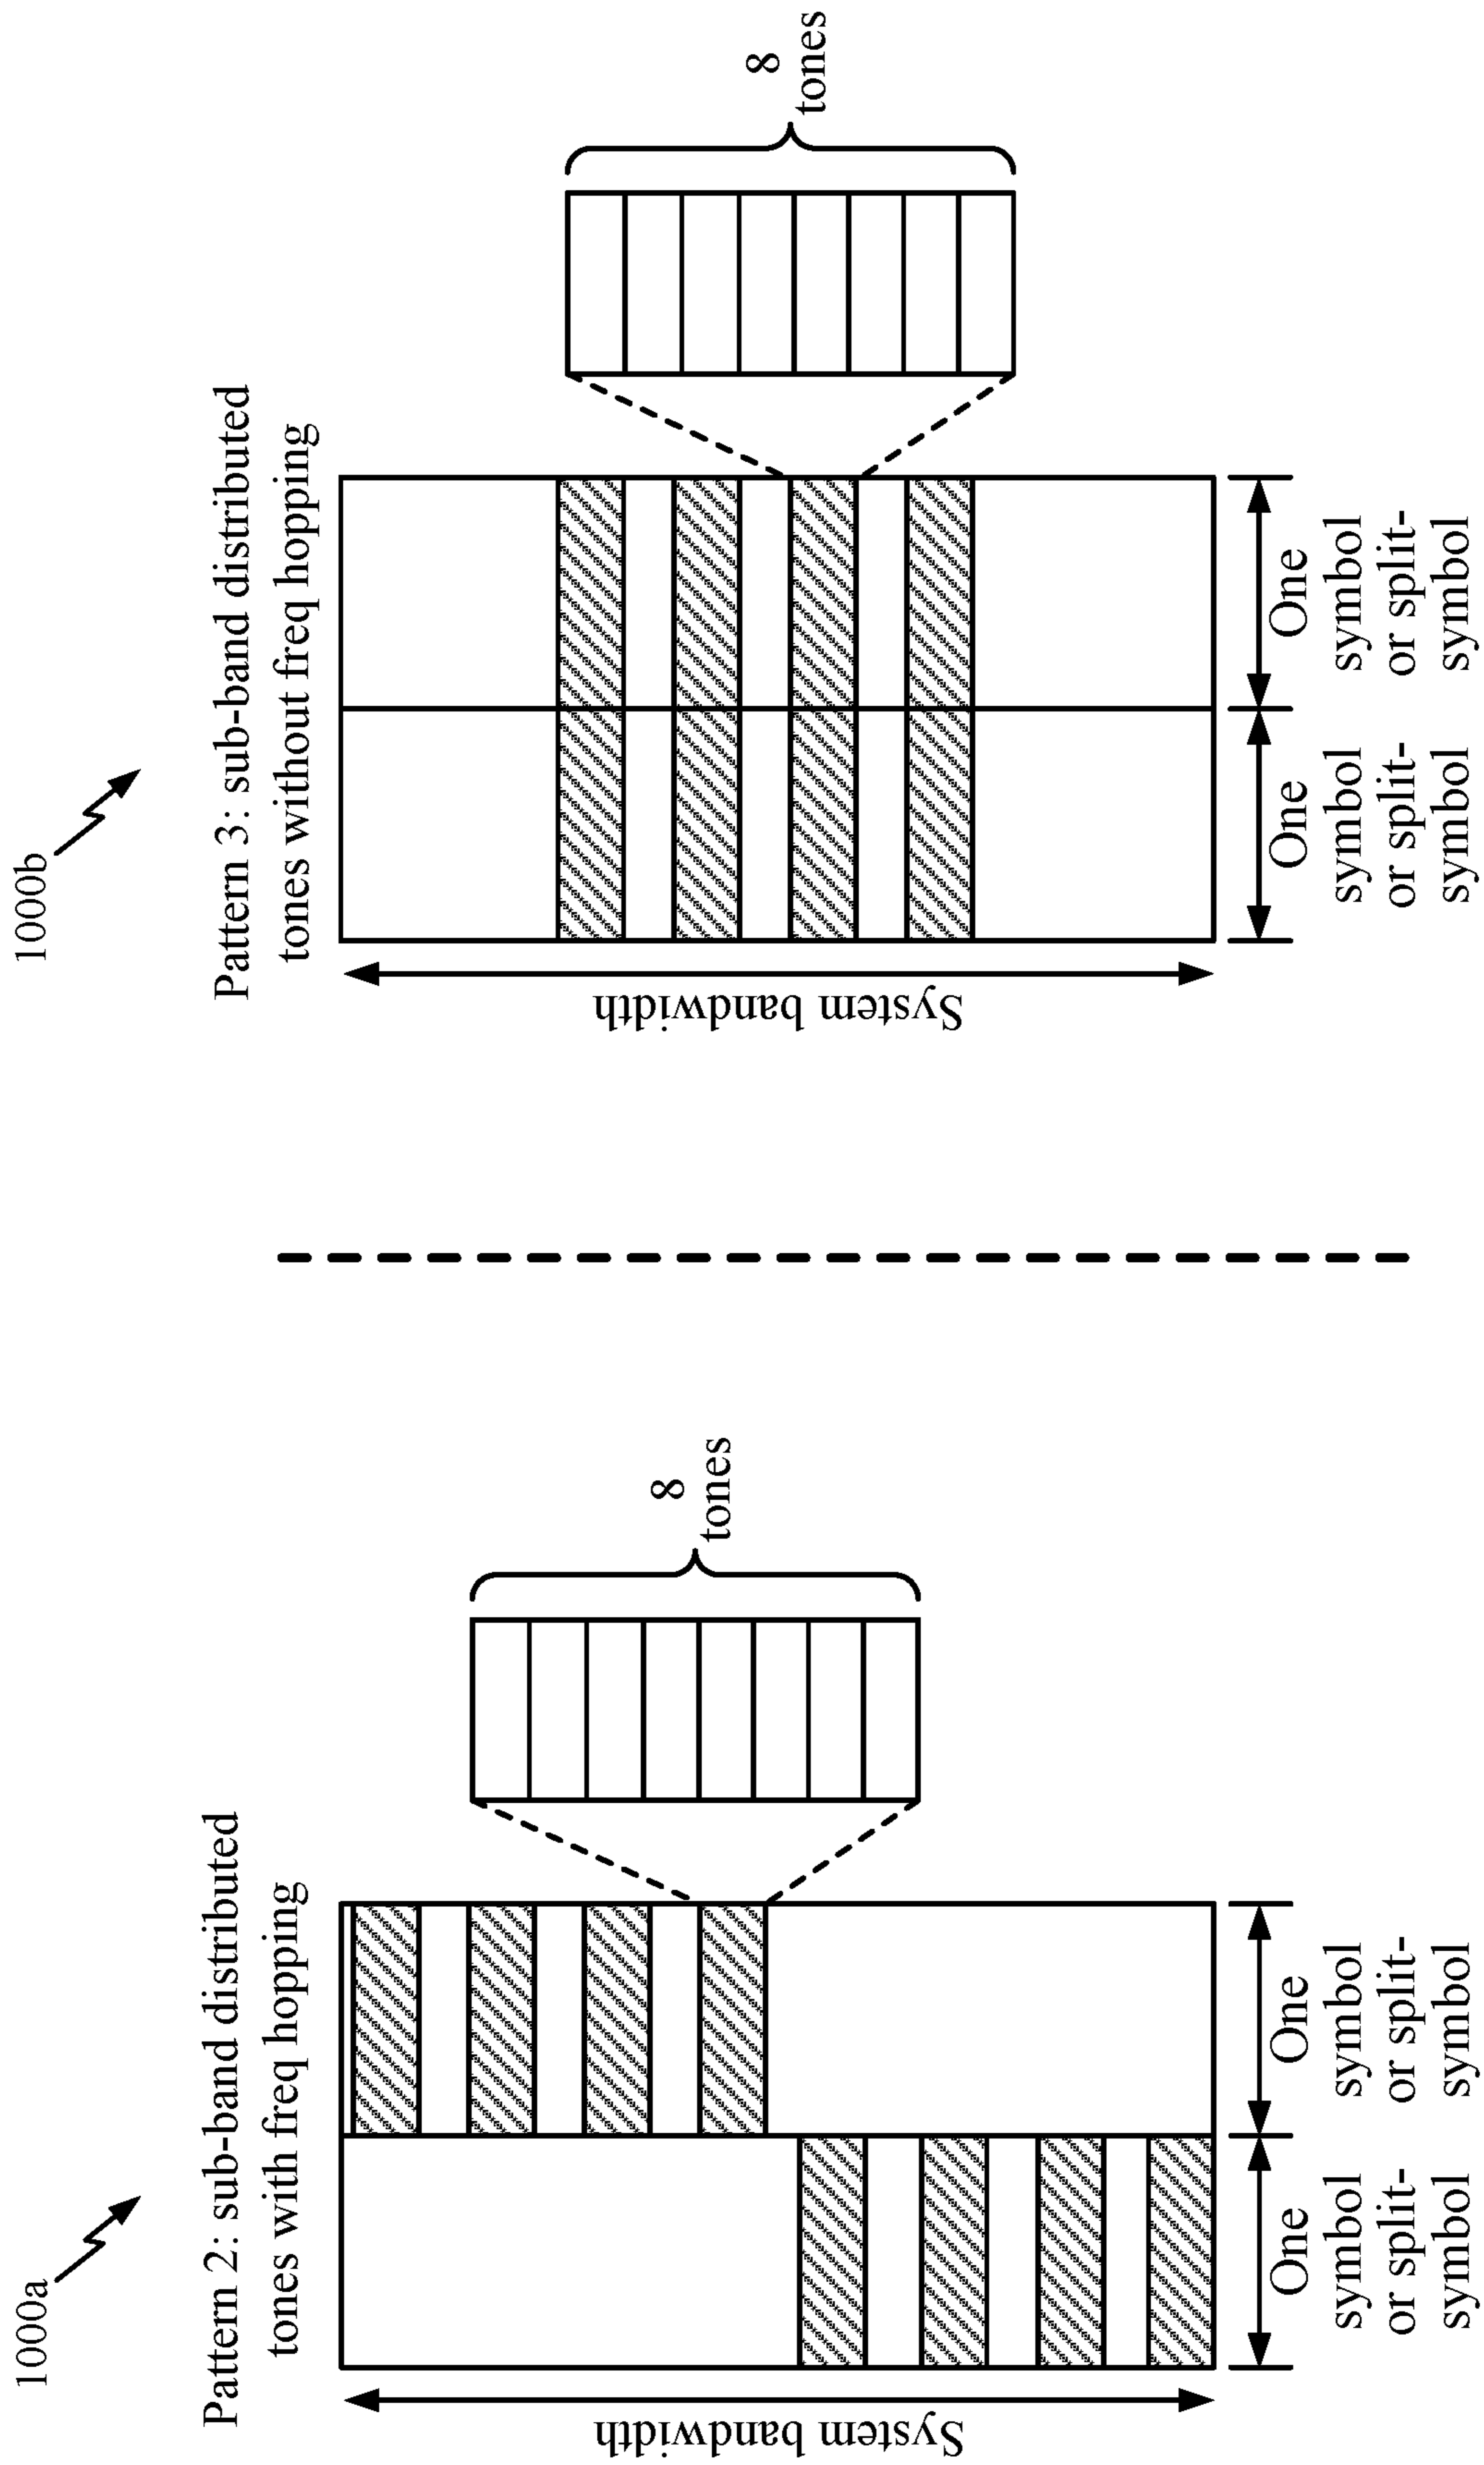 1000a
Pattern 2: sub-band distributed
tones with freq hopping
System bandwidth
8
tones
One
symbol
or split-
symbol
One
symbol
or split-
symbol
1000b
Pattern 3: sub-band distributed
tones without freq hopping
System bandwidth
8
tones
One
symbol
or split-
symbol
One
symbol
or split-
symbol